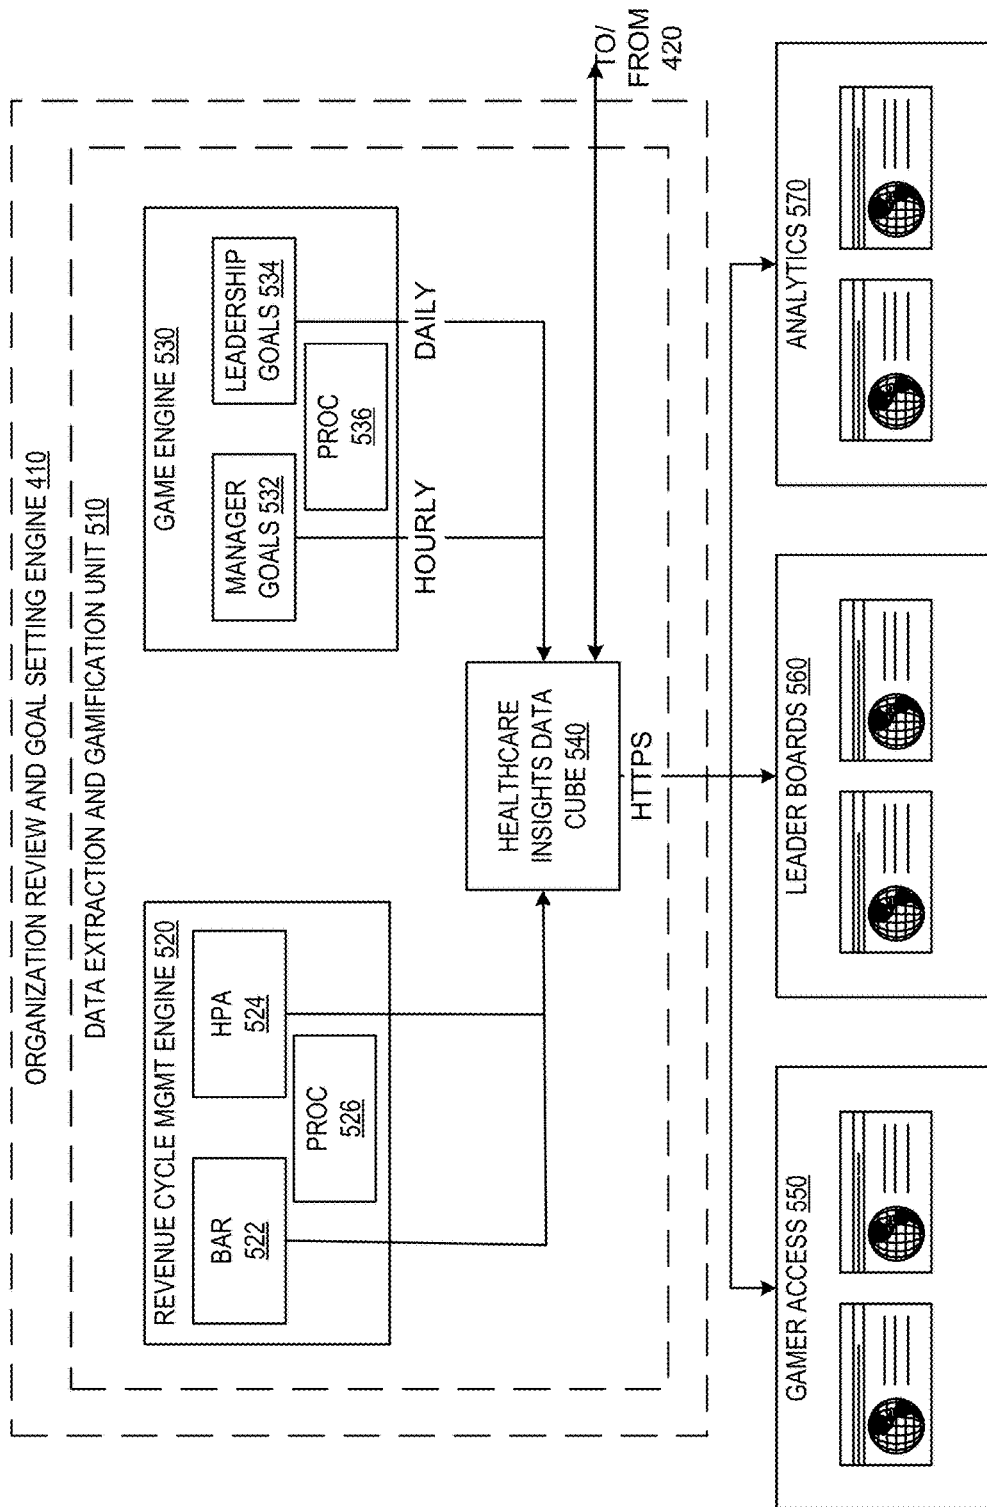 ORGANIZATION REVIEW AND GOAL SETTING ENGINE 410
DATA EXTRACTION AND GAMIFICATION UNIT 510
REVENUE CYCLE MGMT ENGINE 520
BAR
522
HPA
524
PROC
526
GAME ENGINE 530
MANAGER
GOALS 532
LEADERSHIP
GOALS 534
PROC
536
HOURLY
DAILY
HEALTHCARE
INSIGHTS DATA
CUBE 540
TO/
FROM
420
HTTPS
GAMER ACCESS 550
LEADER BOARDS 560
ANALYTICS 570